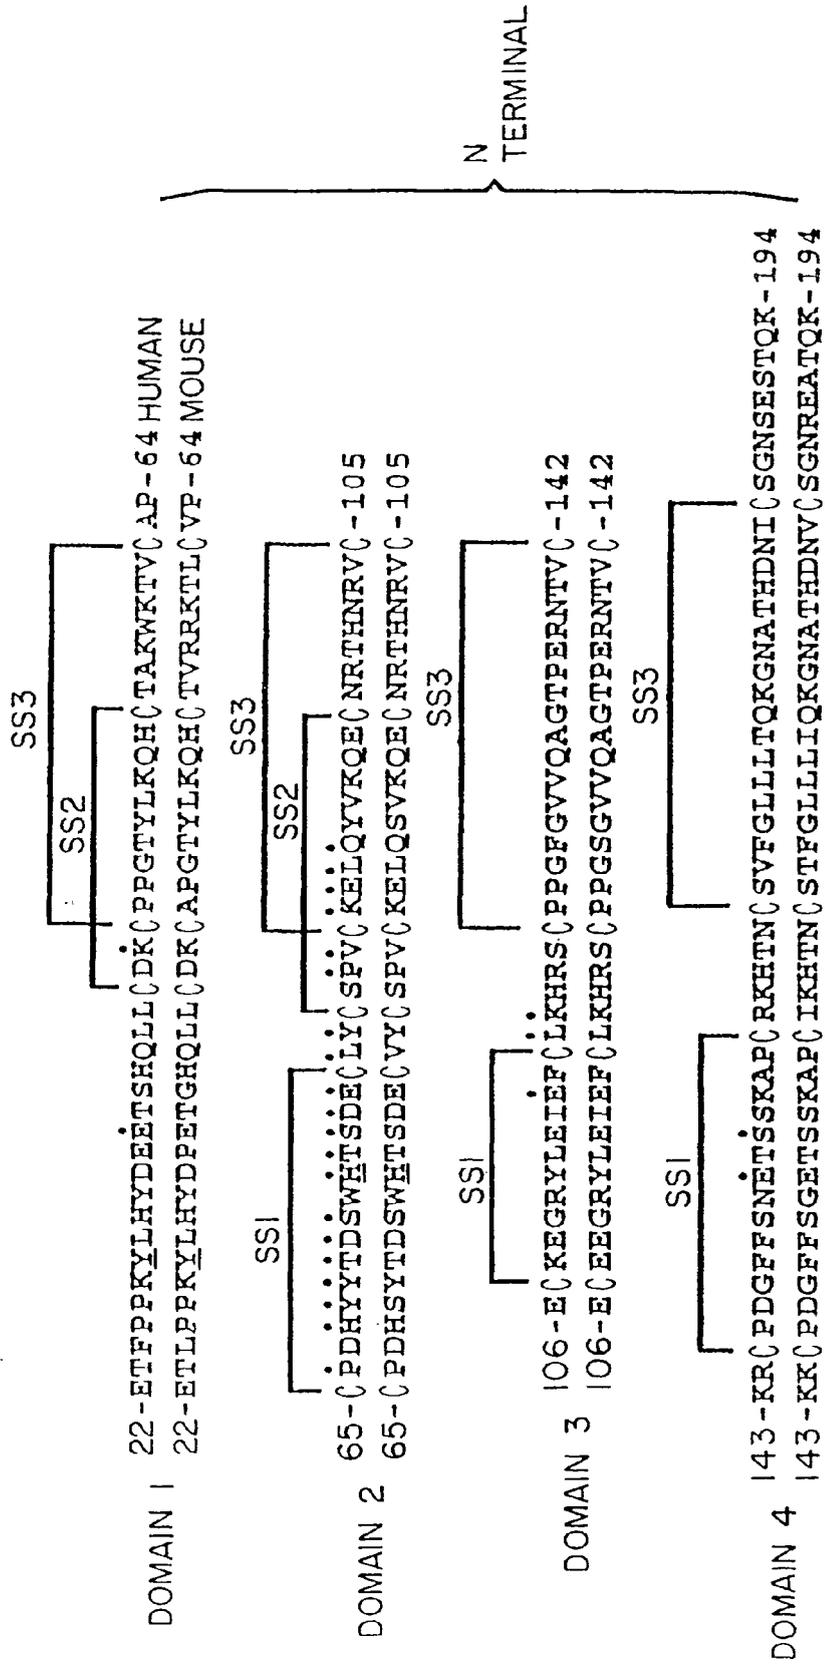 SS3
SS2
DOMAIN 1 22-ETFPPKYLHYDEETSHQLLCDKCPPGTYLKQHCTAKWKTVCAP-64 HUMAN
22-ETLPPKYLHYDPETGHQLLCDKCAPGTYLKQHCTVRRKTLCVP-64 MOUSE
SS3
SS1 SS2
DOMAIN 2 65-CPDHYYTDSWHTSDECLYCSPVCKELQYVKQECNRTHNRVC-105
65-CPDHSYTDSWHTSDECVYCSPVCKELQSVKQECNRTHNRVC-105
SS1 SS3
DOMAIN 3 106-ECKEGRYLEIEFCLKHRSCPPGFGVVQAGTPERNTVC-142
106-ECEEGRYLEIEFCLKHRSCPPGSGVVQAGTPERNTVC-142
SS1 SS3
DOMAIN 4 143-KRCPDGFFSNETSSKAPCRKHTNCSVFGLLLTQKGNATHDNICSGNSESTQK-194
143-KKCPDGFFSGETSSKAPCIKHTNCSTFGLLLIQKGNATHDNVCSGNREATQK-194
N
TERMINAL